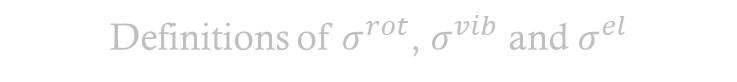 Definitions of σ^rot, σ^vib and σ^el